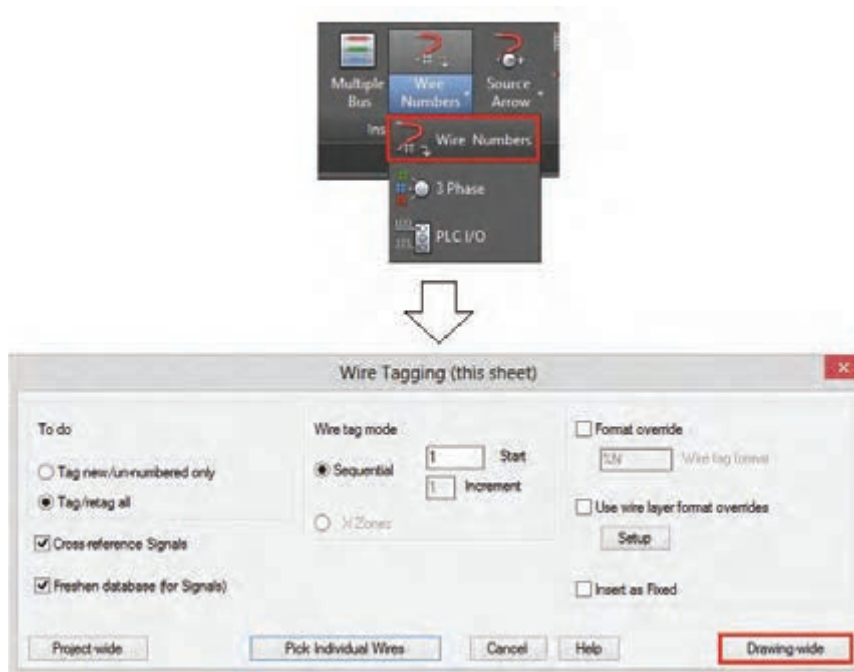 Multiple Bus
Wire Numbers
Source Arrow
Ins
Wire Numbers
3 Phase
PLC I/O
Wire Tagging (this sheet)
To do
Tag new/un-numbered only
Tag/retag all
Cross-reference Signals
Freshen database (for Signals)
Wire tag mode
Sequential
1 Start
1 Increment
X Zones
Format override
%N Wire tag format
Use wire layer format overrides
Setup
Insert as Fixed
Project-wide
Pick Individual Wires
Cancel
Help
Drawing-wide